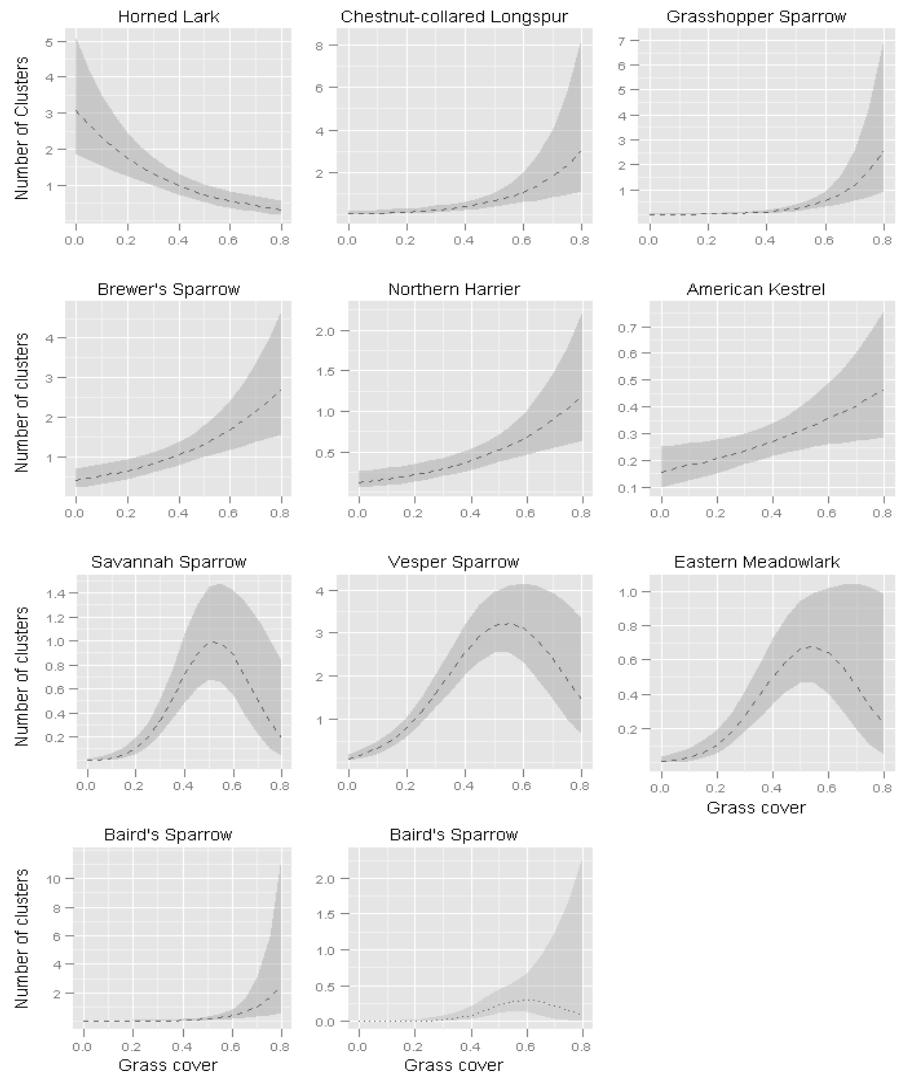 Horned Lark
Chestnut-collared Longspur
Grasshopper Sparrow
Number of Clusters
5
4
3
2
1
0.0 0.2 0.4 0.6 0.8
8
6
4
2
0.0 0.2 0.4 0.6 0.8
7
6
5
4
3
2
1
0.0 0.2 0.4 0.6 0.8
Brewer's Sparrow
Northern Harrier
American Kestrel
Number of clusters
4
3
2
1
0.0 0.2 0.4 0.6 0.8
2.0
1.5
1.0
0.5
0.0 0.2 0.4 0.6 0.8
0.7
0.6
0.5
0.4
0.3
0.2
0.1
0.0 0.2 0.4 0.6 0.8
Savannah Sparrow
Vesper Sparrow
Eastern Meadowlark
Number of clusters
1.4
1.2
1.0
0.8
0.6
0.4
0.2
0.0 0.2 0.4 0.6 0.8
4
3
2
1
0.0 0.2 0.4 0.6 0.8
1.0
0.8
0.6
0.4
0.2
0.0 0.2 0.4 0.6 0.8
Grass cover
Baird's Sparrow
Baird's Sparrow
Number of clusters
10
8
6
4
2
0.0 0.2 0.4 0.6 0.8
Grass cover
2.0
1.5
1.0
0.5
0.0
0.0 0.2 0.4 0.6 0.8
Grass cover